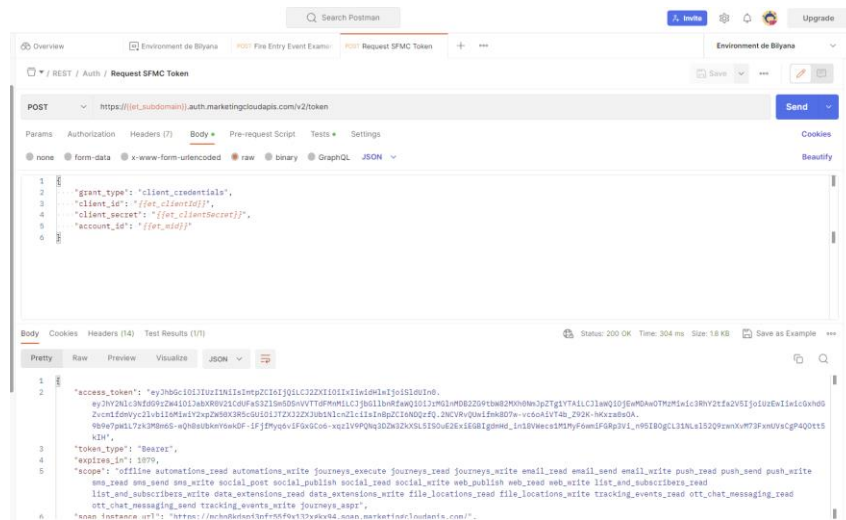 Search Postman
Invite
Upgrade
Overview
Environment de Bilyana
POST Fire Entry Event Examer
POST Request SFMC Token
Environment de Bilyana
/ REST / Auth / Request SFMC Token
Save
POST
https://{{et_subdomain}}.auth.marketingcloudapis.com/v2/token
Send
Params Authorization Headers (7) Body Pre-request Script Tests Settings
Cookies
none form-data x-www-form-urlencoded raw binary GraphQL JSON
Beautify
1 {
2 "grant_type": "client_credentials",
3 "client_id": "{{et_clientId}}",
4 "client_secret": "{{et_clientSecret}}",
5 "account_id": "{{et_mid}}"
6 }
Body Cookies Headers (14) Test Results (1/1)
Status: 200 OK Time: 304 ms Size: 1.8 KB Save as Example
Pretty Raw Preview Visualize JSON
1 {
2 "access_token":
3 "token_type": "Bearer",
4 "expires_in": 1079,
5 "scope": "offline automations_read automations_write journeys_execute journeys_read journeys_write email_read email_send email_write push_read push_send push_write
sms_read sms_send sms_write social_post social_publish social_read social_write web_publish web_read web_write list_and_subscribers_read
list_and_subscribers_write data_extensions_read data_extensions_write file_locations_read file_locations_write tracking_events_read ott_chat_messaging_read
ott_chat_messaging_send tracking_events_write journeys_aspr",
6